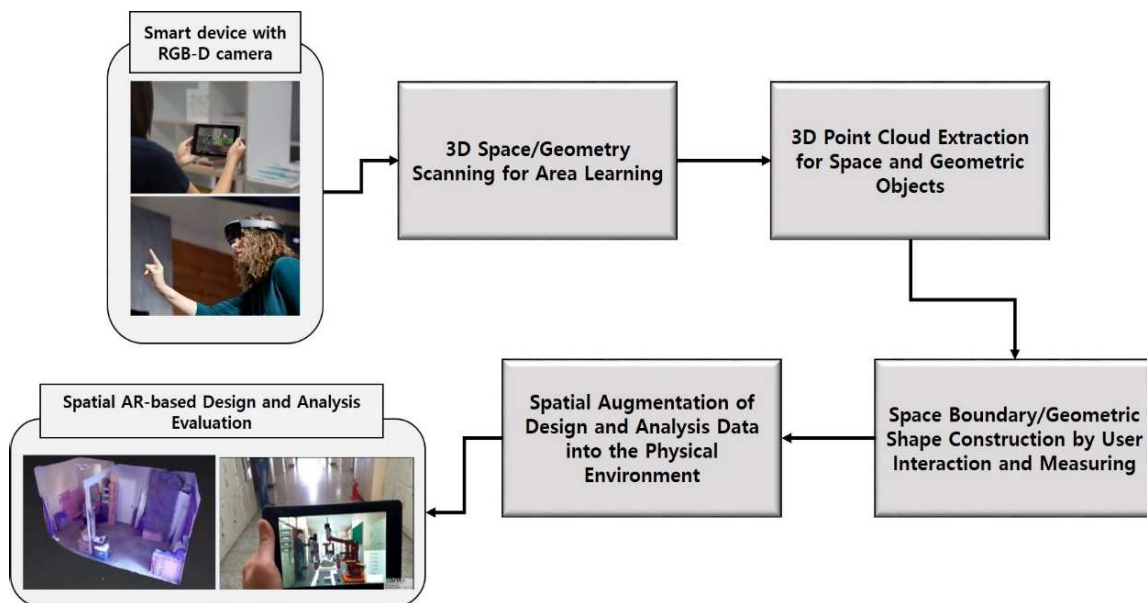 Smart device with
RGB-D camera
3D Space/Geometry
Scanning for Area Learning
3D Point Cloud Extraction
for Space and Geometric
Objects
Space Boundary/Geometric
Shape Construction by User
Interaction and Measuring
Spatial Augmentation of
Design and Analysis Data
into the Physical
Environment
Spatial AR-based Design and Analysis
Evaluation